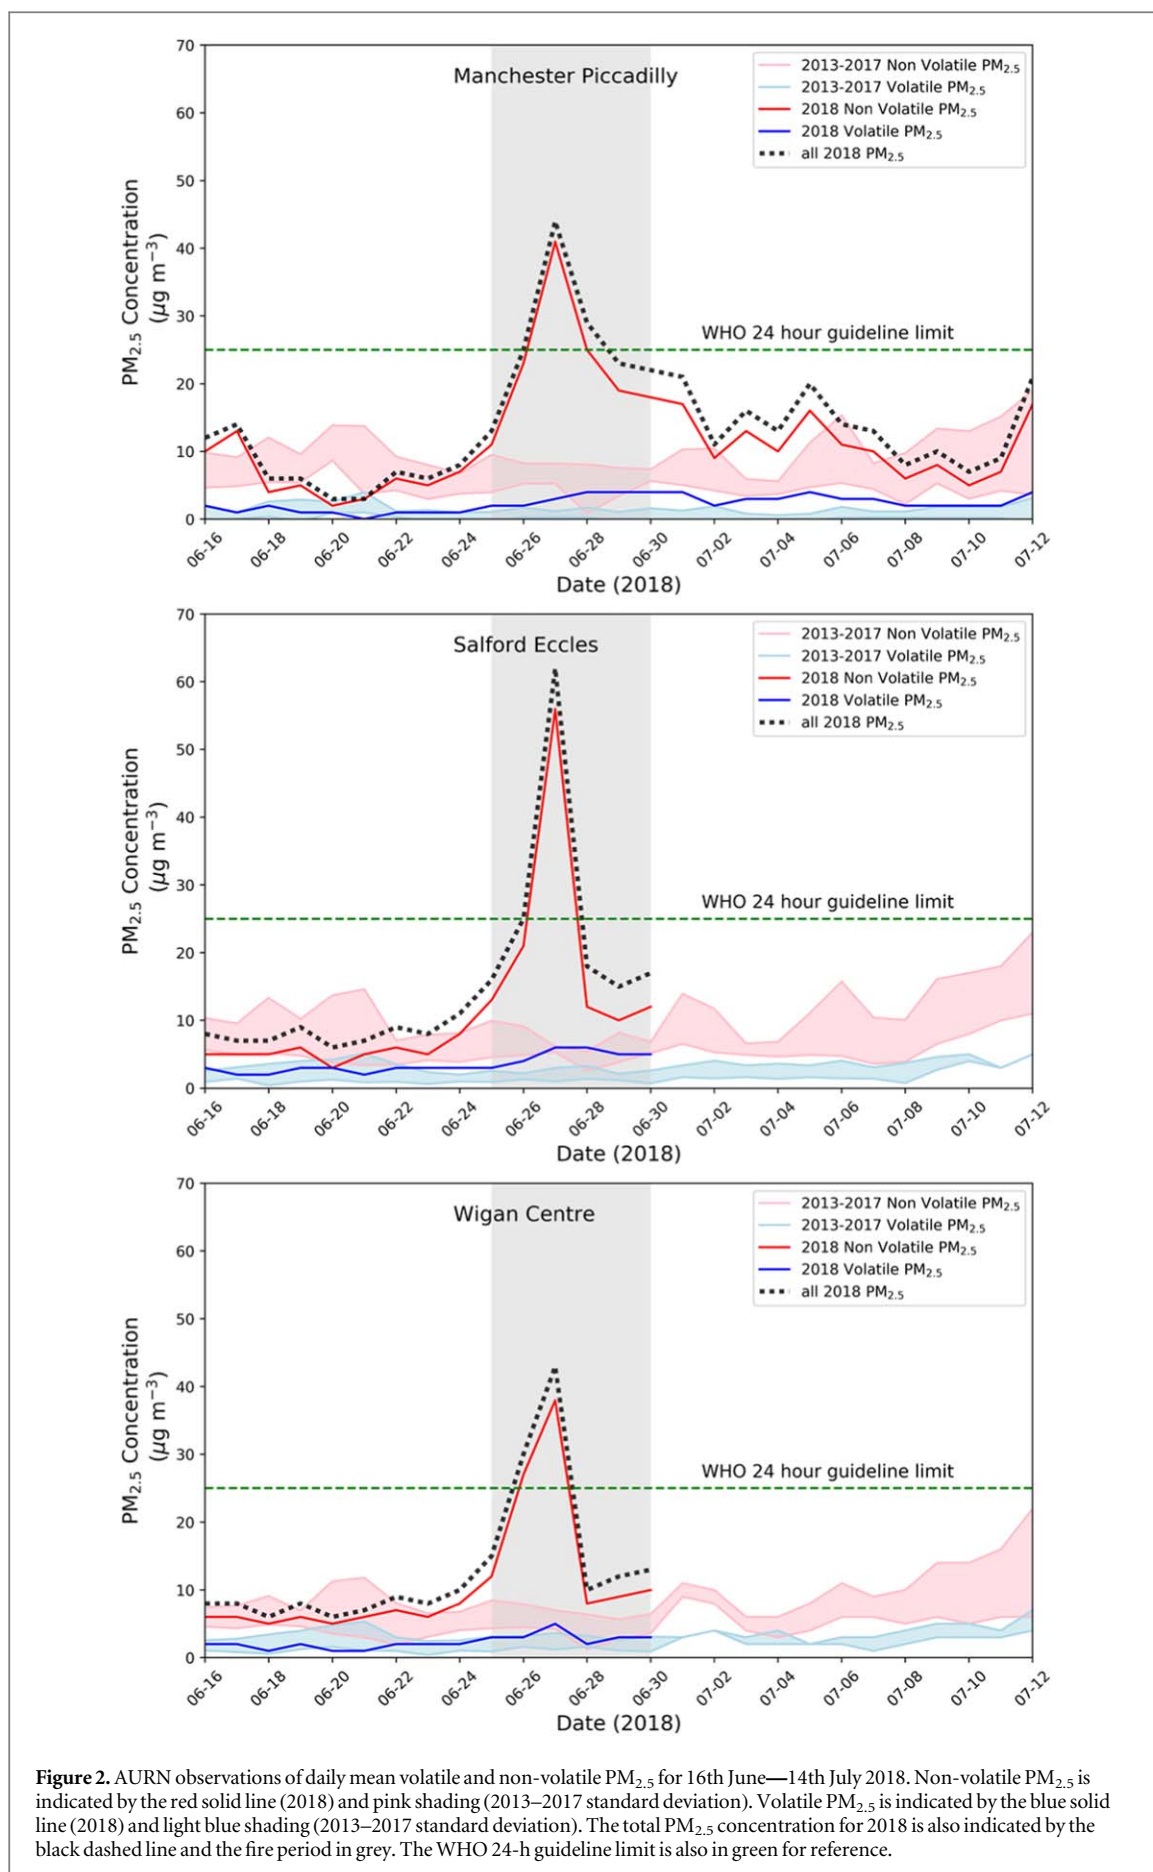 70
60
50
40
30
20
10
0
PM2.5 Concentration
(μg m−3)
Manchester Piccadilly
2013-2017 Non Volatile PM2.5
2013-2017 Volatile PM2.5
2018 Non Volatile PM2.5
2018 Volatile PM2.5
all 2018 PM2.5
WHO 24 hour guideline limit
06-16 06-18 06-20 06-22 06-24 06-26 06-28 06-30 07-02 07-04 07-06 07-08 07-10 07-12
Date (2018)
70
60
50
40
30
20
10
0
PM2.5 Concentration
(μg m−3)
Salford Eccles
2013-2017 Non Volatile PM2.5
2013-2017 Volatile PM2.5
2018 Non Volatile PM2.5
2018 Volatile PM2.5
all 2018 PM2.5
WHO 24 hour guideline limit
06-16 06-18 06-20 06-22 06-24 06-26 06-28 06-30 07-02 07-04 07-06 07-08 07-10 07-12
Date (2018)
70
60
50
40
30
20
10
0
PM2.5 Concentration
(μg m−3)
Wigan Centre
2013-2017 Non Volatile PM2.5
2013-2017 Volatile PM2.5
2018 Non Volatile PM2.5
2018 Volatile PM2.5
all 2018 PM2.5
WHO 24 hour guideline limit
06-16 06-18 06-20 06-22 06-24 06-26 06-28 06-30 07-02 07-04 07-06 07-08 07-10 07-12
Date (2018)
Figure 2. AURN observations of daily mean volatile and non-volatile PM2.5 for 16th June—14th July 2018. Non-volatile PM2.5 is
indicated by the red solid line (2018) and pink shading (2013–2017 standard deviation). Volatile PM2.5 is indicated by the blue solid
line (2018) and light blue shading (2013–2017 standard deviation). The total PM2.5 concentration for 2018 is also indicated by the
black dashed line and the fire period in grey. The WHO 24-h guideline limit is also in green for reference.